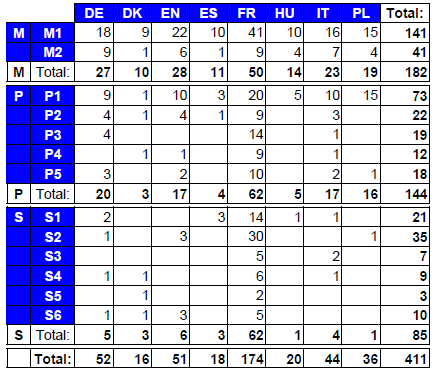 DE DK EN ES FR HU IT PL Total:
M M1 18 9 22 10 41 10 16 15 141
M2 9 1 6 1 9 4 7 4 41
M Total: 27 10 28 11 50 14 23 19 182
P P1 9 1 10 3 20 5 10 15 73
P2 4 1 4 1 9 3 22
P3 4 14 1 19
P4 1 1 9 1 12
P5 3 2 10 2 1 18
P Total: 20 3 17 4 62 5 17 16 144
S S1 2 3 14 1 1 21
S2 1 3 30 1 35
S3 5 2 7
S4 1 1 6 1 9
S5 1 2 3
S6 1 1 3 5 10
S Total: 5 3 6 3 62 1 4 1 85
Total: 52 16 51 18 174 20 44 36 411